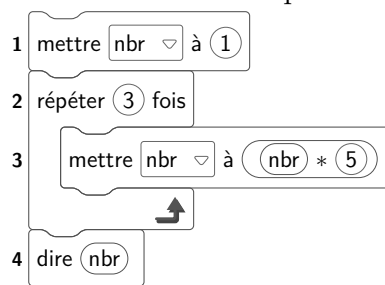 1 mettre nbr à 1
2 répéter 3 fois
3 mettre nbr à nbr * 5
4 dire nbr